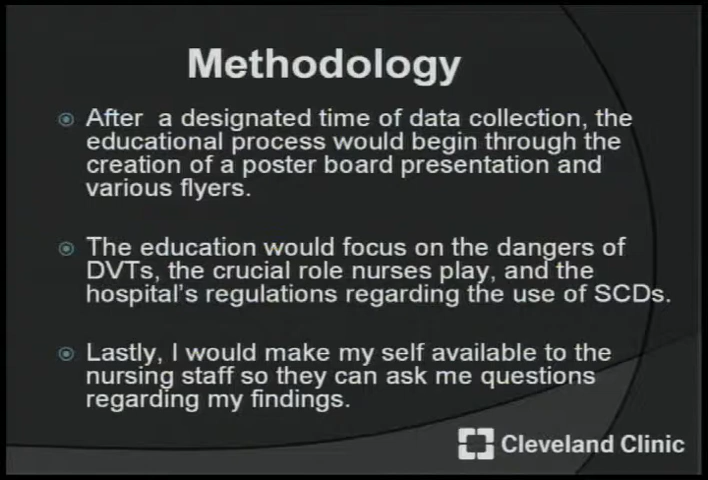 Methodology
After a designated time of data collection, the
educational process would begin through the
creation of a poster board presentation and
various flyers.
The education would focus on the dangers of
DVTs, the crucial role nurses play, and the
hospital's regulations regarding the use of SCDs.
Lastly, I would make my self available to the
nursing staff so they can ask me questions
regarding my findings.
Cleveland Clinic